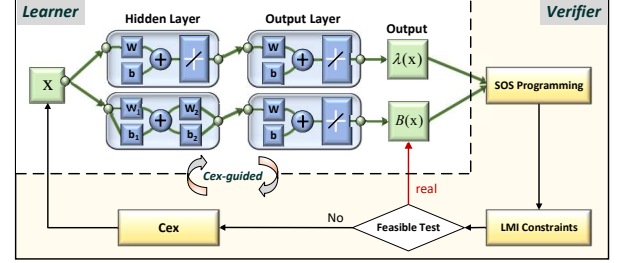 Learner
Hidden Layer
Output Layer
Output
Verifier
X
W
b
+
W
b
+
λ(x)
SOS Programming
W₁
b₁
+
W₂
b₂
W
b
+
B(x)
Cex-guided
real
Cex
No
Feasible Test
LMI Constraints